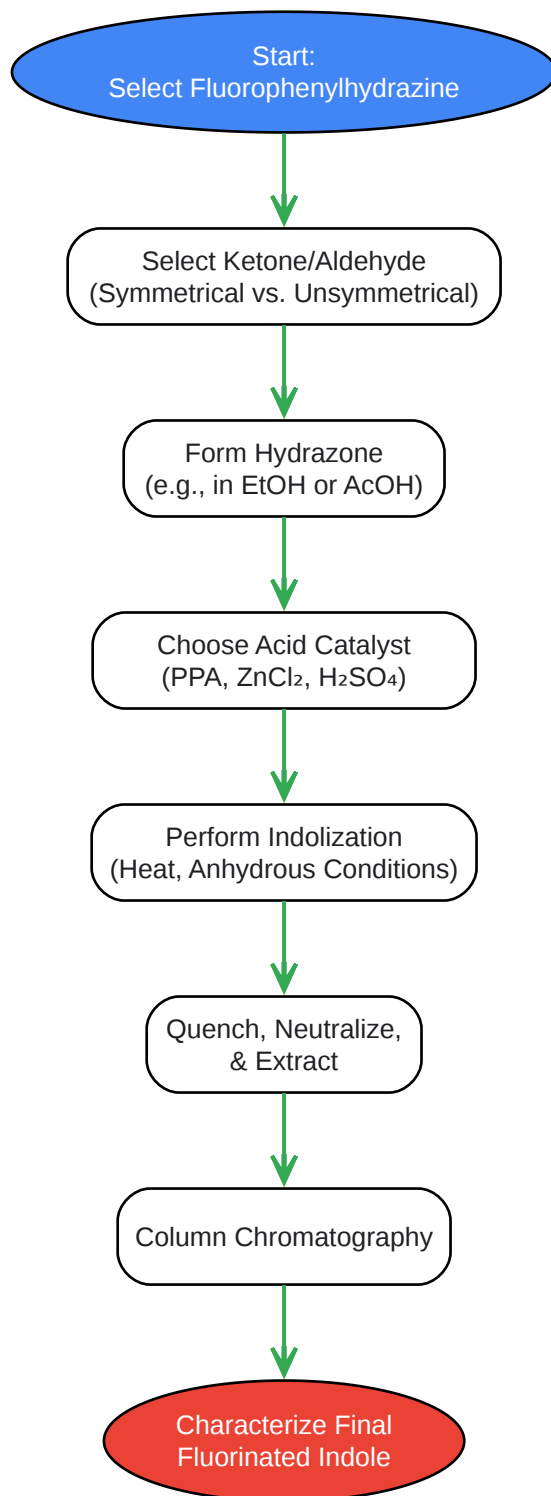 Start:
Select Fluorophenylhydrazine
Select Ketone/Aldehyde
(Symmetrical vs. Unsymmetrical)
Form Hydrazone
(e.g., in EtOH or AcOH)
Choose Acid Catalyst
(PPA, ZnCl₂, H₂SO₄)
Perform Indolization
(Heat, Anhydrous Conditions)
Quench, Neutralize,
& Extract
Column Chromatography
Characterize Final
Fluorinated Indole